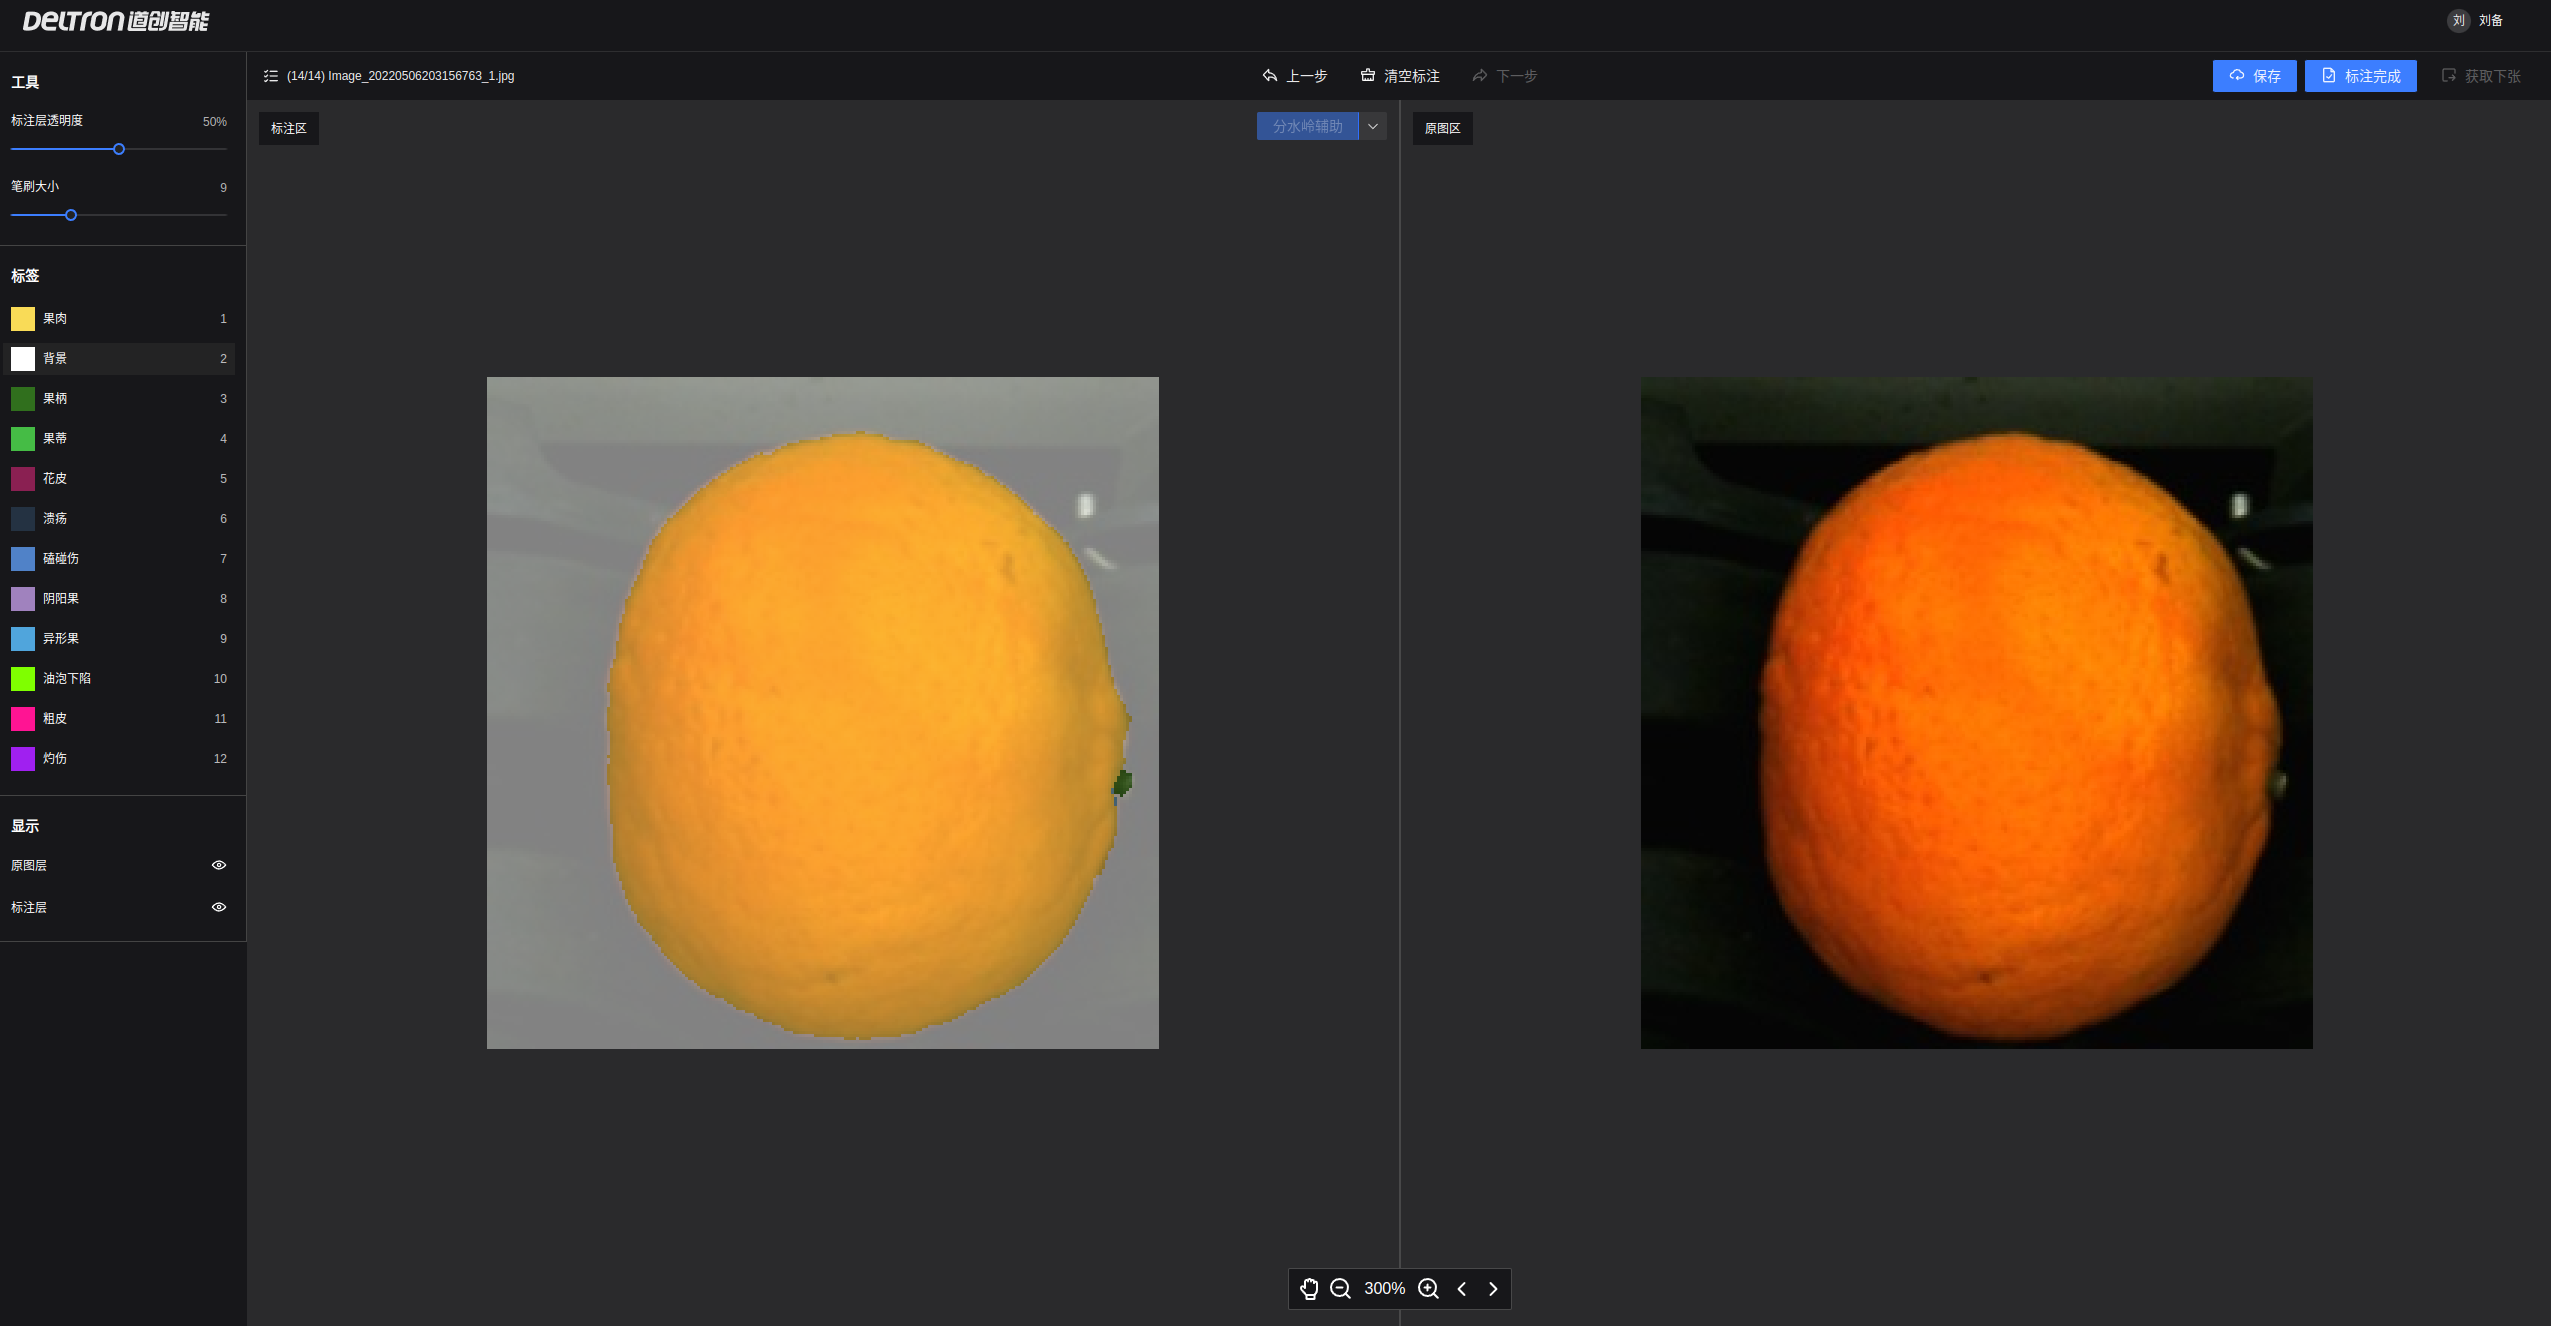 DELTRON 道创智能
刘 刘备
工具
标注层透明度 50%
笔刷大小 9
标签
果肉 1
背景 2
果柄 3
果蒂 4
花皮 5
溃疡 6
磕碰伤 7
阴阳果 8
异形果 9
油泡下陷 10
粗皮 11
灼伤 12
显示
原图层
标注层
(14/14) Image_20220506203156763_1.jpg
上一步 清空标注 下一步
保存 标注完成 获取下张
标注区 分水岭辅助
原图区
300%